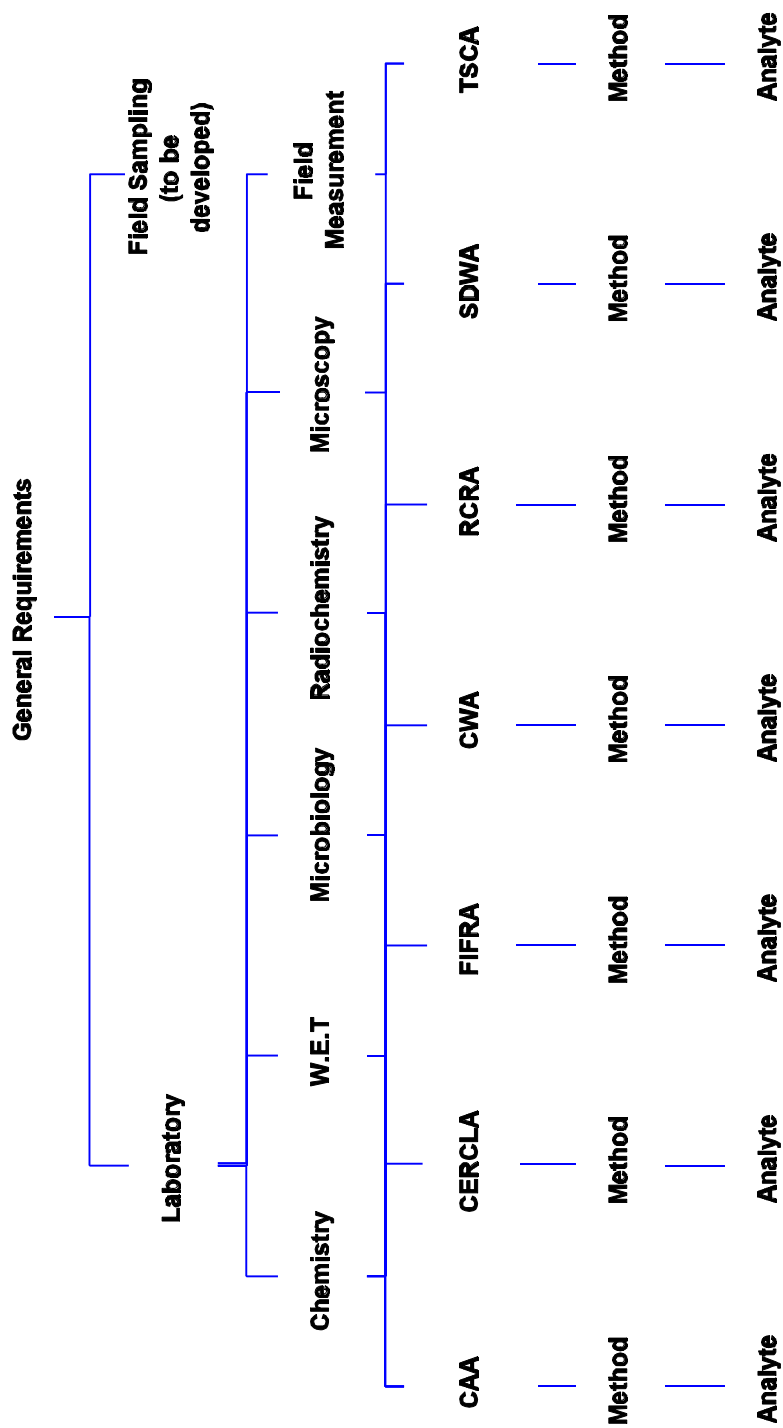 General Requirements
Laboratory
Field Sampling
(to be
developed)
Chemistry
W.E.T
Microbiology
Radiochemistry
Microscopy
Field
Measurement
CAA
CERCLA
FIFRA
CWA
RCRA
SDWA
TSCA
Method
Method
Method
Method
Method
Method
Method
Analyte
Analyte
Analyte
Analyte
Analyte
Analyte
Analyte